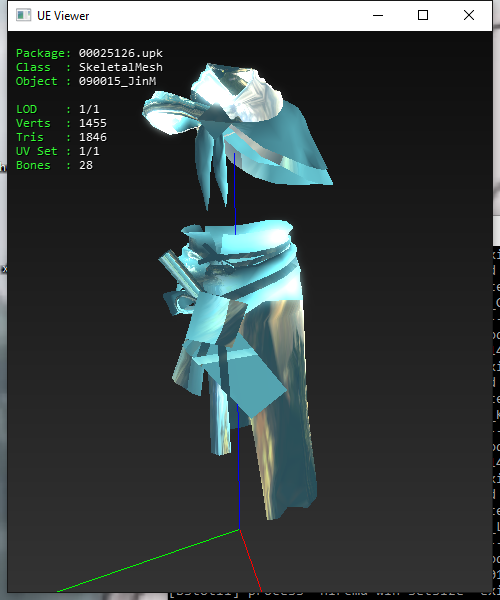 UE Viewer
Package: 00025126.upk
Class : SkeletalMesh
Object : 090015_JinM
LOD : 1/1
Verts : 1455
Tris : 1846
UV Set : 1/1
Bones : 28